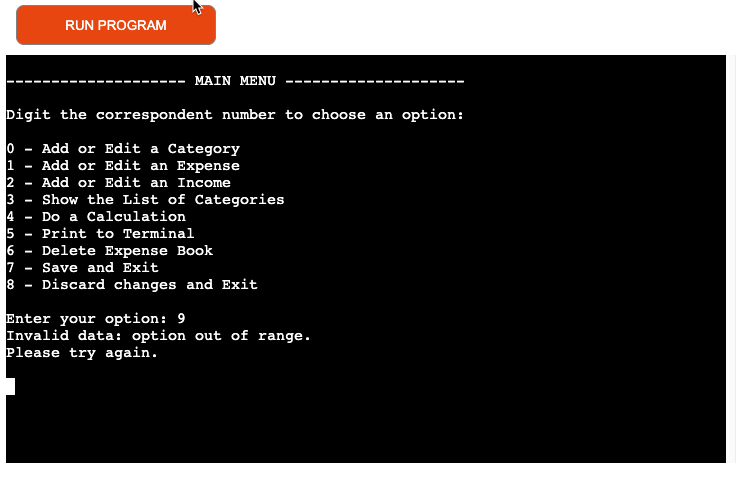 RUN PROGRAM
-------------------- MAIN MENU --------------------
Digit the correspondent number to choose an option:
0 - Add or Edit a Category
1 - Add or Edit an Expense
2 - Add or Edit an Income
3 - Show the List of Categories
4 - Do a Calculation
5 - Print to Terminal
6 - Delete Expense Book
7 - Save and Exit
8 - Discard changes and Exit
Enter your option: 9
Invalid data: option out of range.
Please try again.